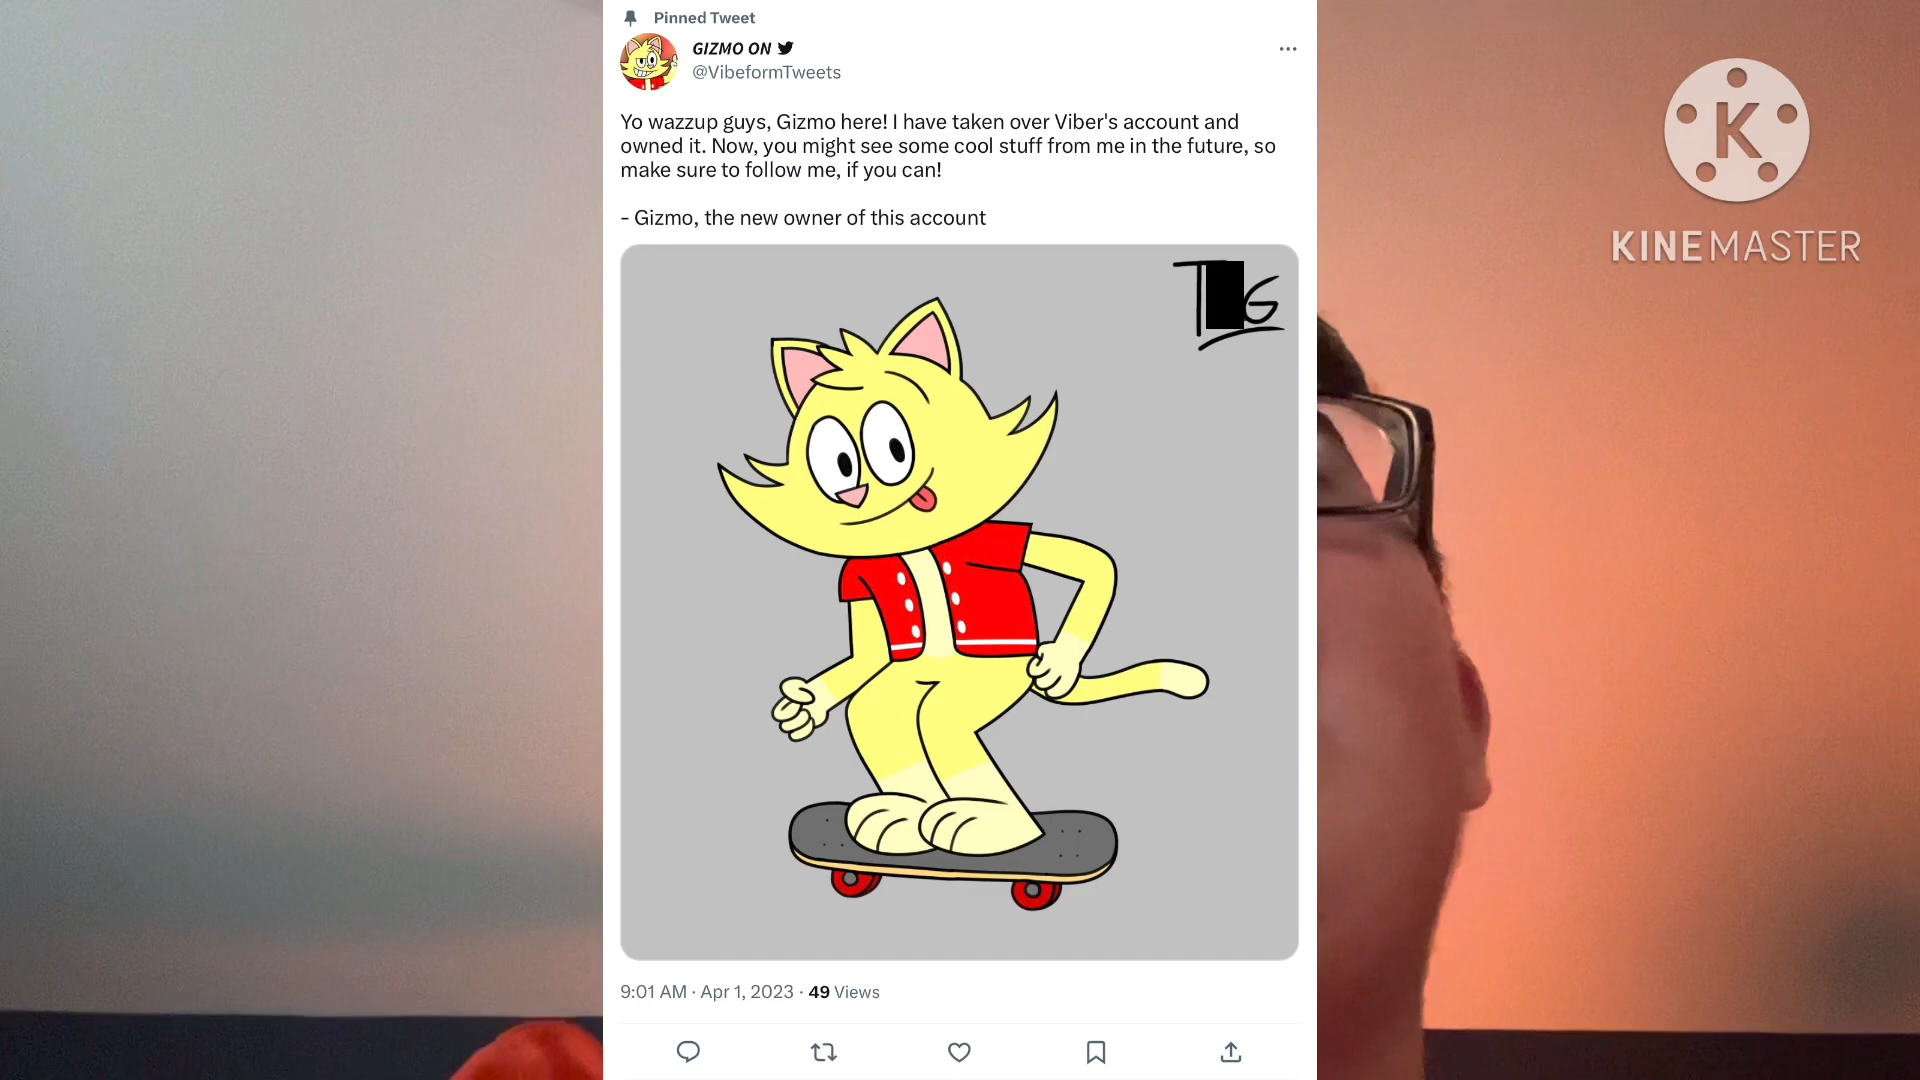 Pinned Tweet
GIZMO ON
@VibeformTweets
Yo wazzup guys, Gizmo here! I have taken over Viber's account and
owned it. Now, you might see some cool stuff from me in the future, so
make sure to follow me, if you can!
- Gizmo, the new owner of this account
T G
K
KINEMASTER
9:01 AM · Apr 1, 2023 · 49 Views